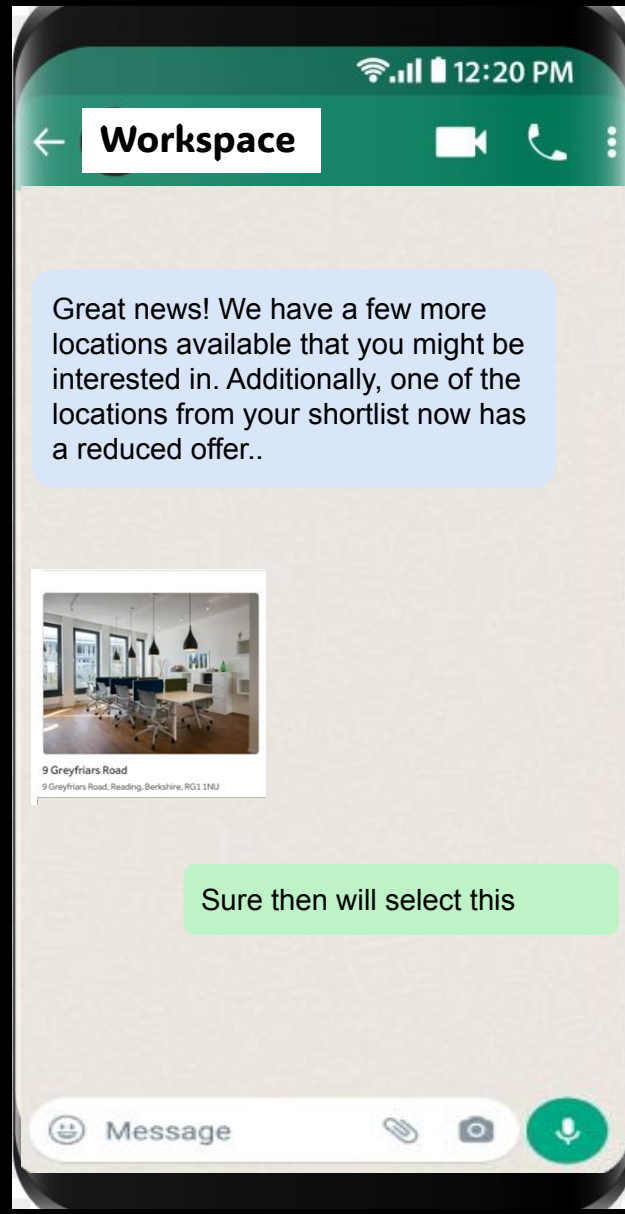 12:20 PM
Workspace
Great news! We have a few more
locations available that you might be
interested in. Additionally, one of the
locations from your shortlist now has
a reduced offer..
9 Greyfriars Road
9 Greyfriars Road, Reading, Berkshire, RG1 1NU
Sure then will select this
Message